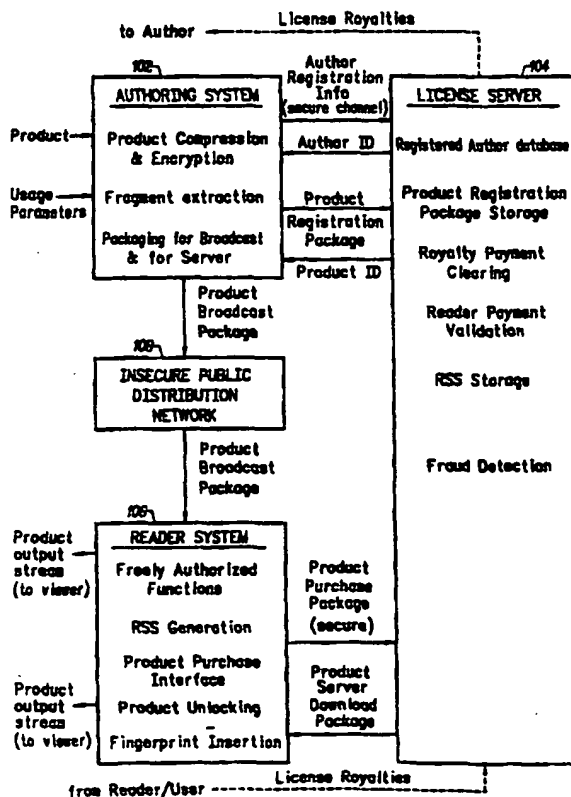 License Royalties
to Author
102
AUTHORING SYSTEM
Product Compression
& Encryption
Fragment extraction
Packaging for Broadcast
& for Server
Product
Usage
Parameters
Author
Registration
Info
(secure channel)
Author ID
Product
Registration
Package
Product ID
104
LICENSE SERVER
Registered Author database
Product Registration
Package Storage
Royalty Payment
Clearing
Reader Payment
Validation
RSS Storage
Fraud Detection
Product
Broadcast
Package
108
INSECURE PUBLIC
DISTRIBUTION
NETWORK
Product
Broadcast
Package
106
READER SYSTEM
Freely Authorized
Functions
RSS Generation
Product Purchase
Interface
Product Unlocking
Fingerprint Insertion
Product
output
stream
(to viewer)
Product
output
stream
(to viewer)
Product
Purchase
Package
(secure)
Product
Server
Download
Package
License Royalties
from Reader/User